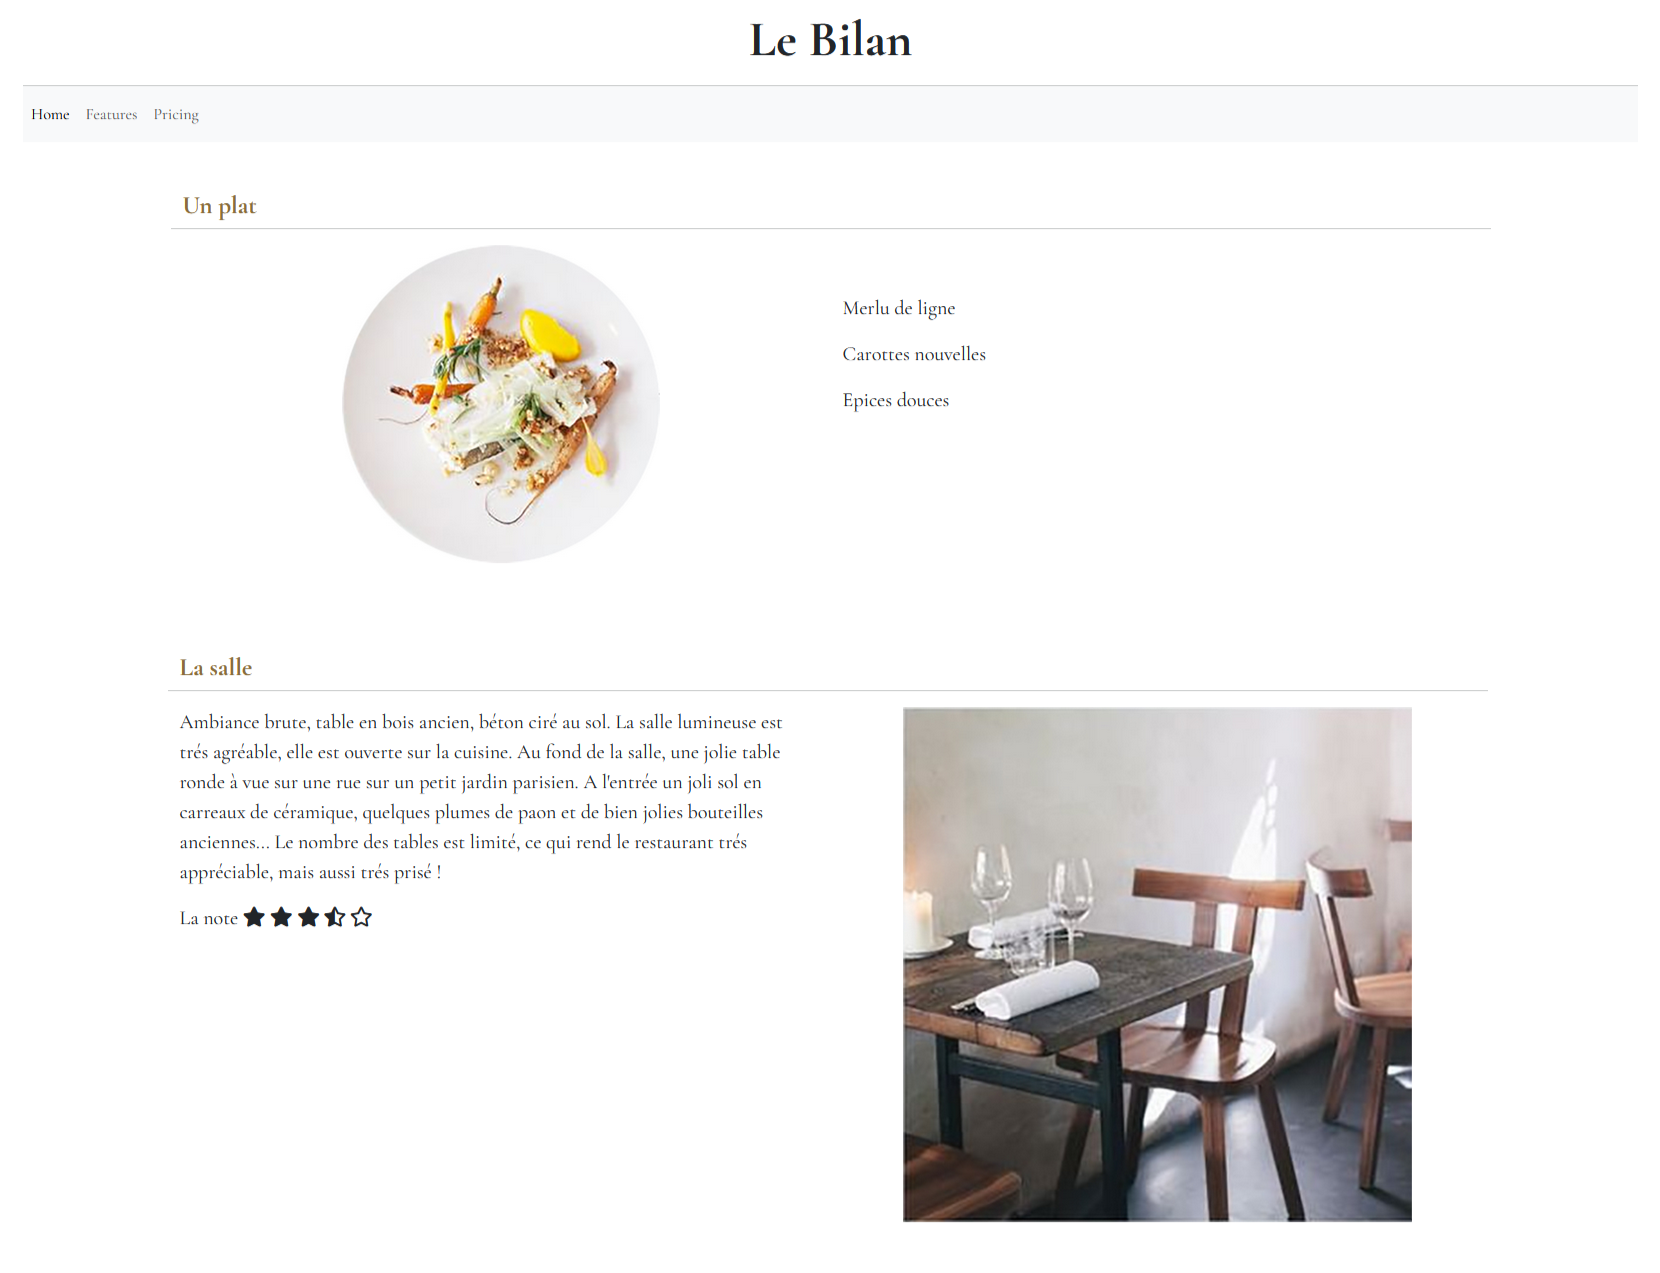 Le Bilan
Home Features Pricing
Un plat
Merlu de ligne
Carottes nouvelles
Epices douces
La salle
Ambiance brute, table en bois ancien, béton ciré au sol. La salle lumineuse est
trés agréable, elle est ouverte sur la cuisine. Au fond de la salle, une jolie table
ronde à vue sur une rue sur un petit jardin parisien. A l'entrée un joli sol en
carreaux de céramique, quelques plumes de paon et de bien jolies bouteilles
anciennes... Le nombre des tables est limité, ce qui rend le restaurant trés
appréciable, mais aussi trés prisé !
La note